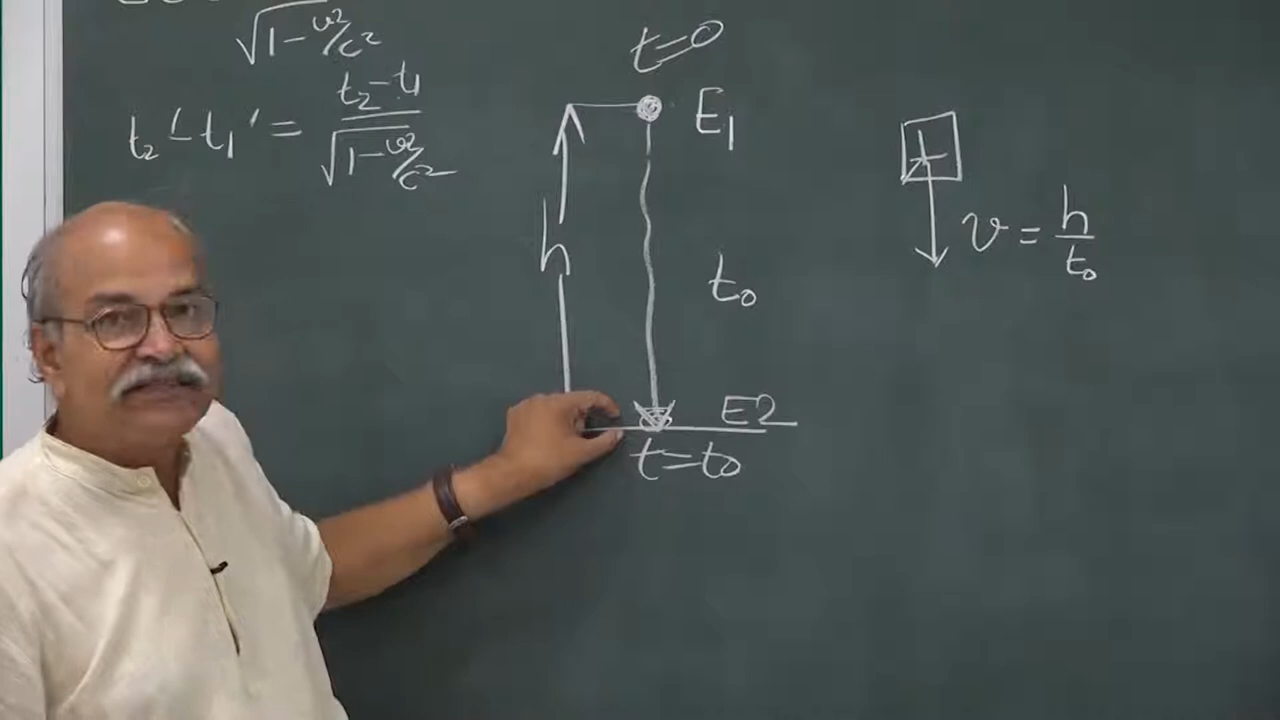 √1-v²/c²
t₂'-t₁' = t₂-t₁/√1-v²/c²
t=0
E₁
h
t₀
E2
t=t₀
v = h/t₀